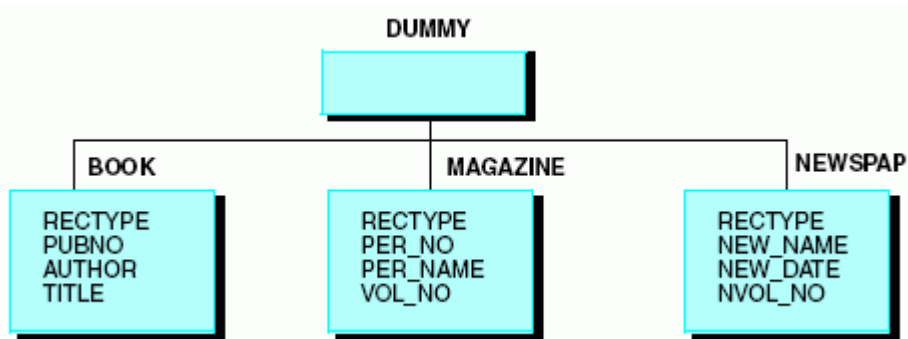 DUMMY
BOOK
MAGAZINE
NEWSPAP
RECTYPE
PUBNO
AUTHOR
TITLE
RECTYPE
PER_NO
PER_NAME
VOL_NO
RECTYPE
NEW_NAME
NEW_DATE
NVOL_NO